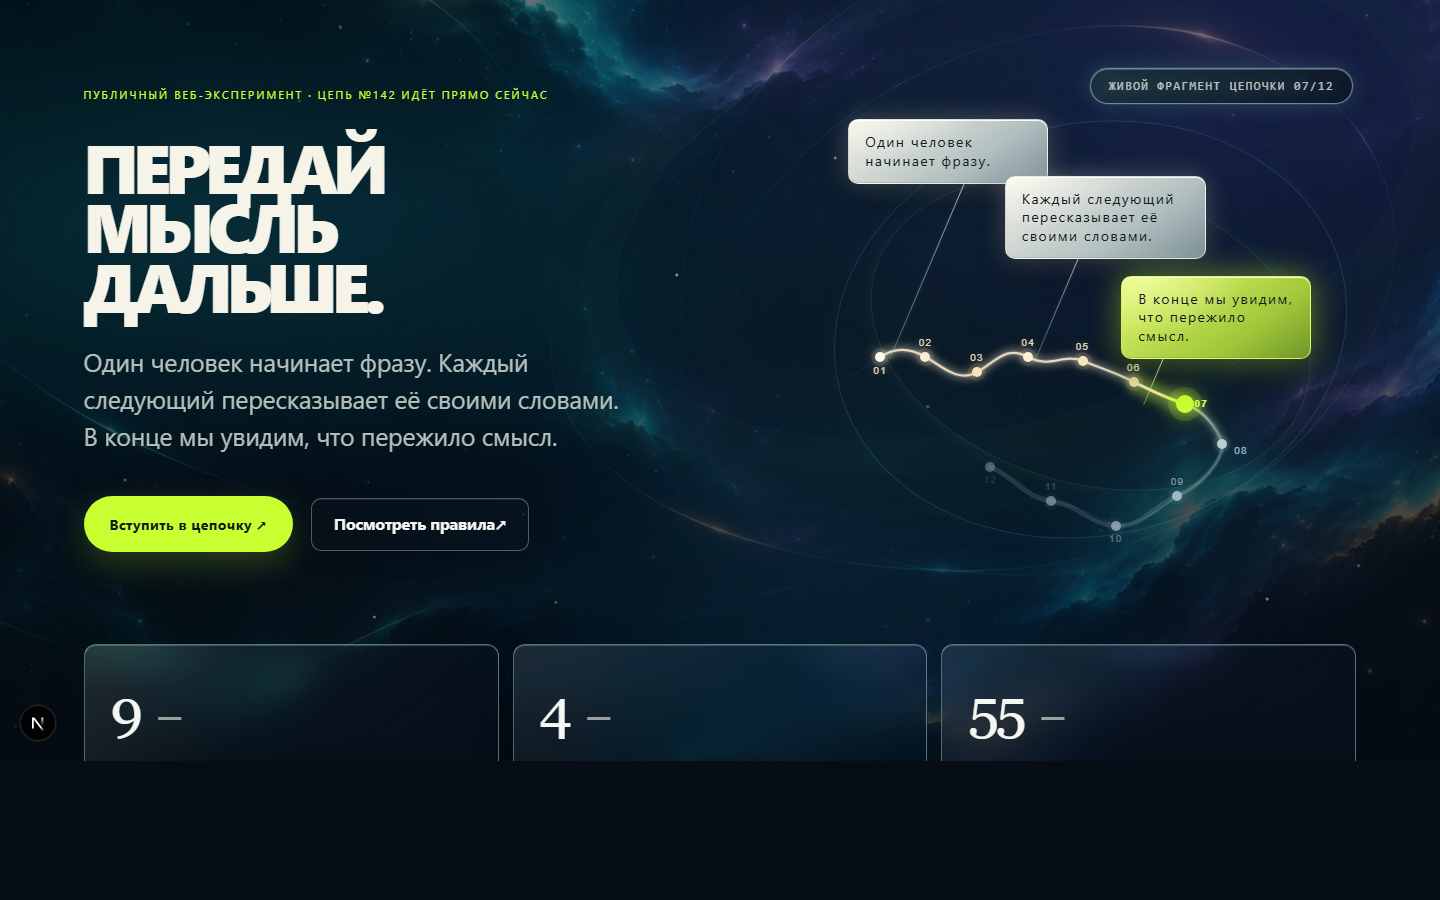 ПУБЛИЧНЫЙ ВЕБ-ЭКСПЕРИМЕНТ · ЦЕПЬ №142 ИДЁТ ПРЯМО СЕЙЧАС
ПЕРЕДАЙ
МЫСЛЬ
ДАЛЬШЕ.
Один человек начинает фразу. Каждый
следующий пересказывает её своими словами.
В конце мы увидим, что пережило смысл.
Вступить в цепочку ↗
Посмотреть правила↗
ЖИВОЙ ФРАГМЕНТ ЦЕПОЧКИ 07/12
Один человек
начинает фразу.
Каждый следующий
пересказывает её
своими словами.
В конце мы увидим,
что пережило
смысл.
01
02
03
04
05
06
07
08
09
10
11
12
9 —
4 —
55 —
N